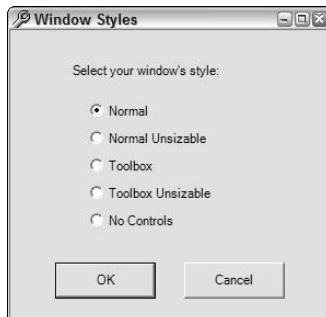 Window Styles
Select your window's style:
Normal
Normal Unsizable
Toolbox
Toolbox Unsizable
No Controls
OK Cancel